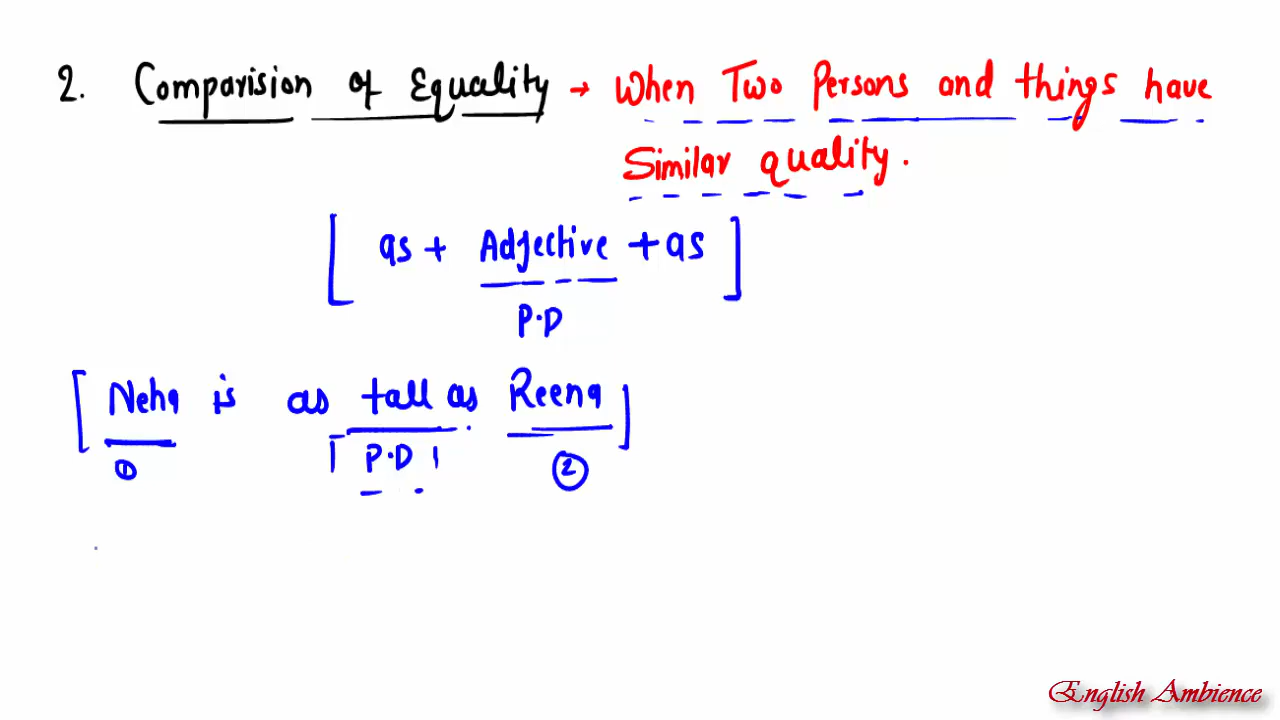 2. Comparision of Equality → When Two Persons and things have
Similar quality.
[ as + Adjective + as ]
P.D
[ Neha is as tall as Reena ]
① P.D ②
English Ambience